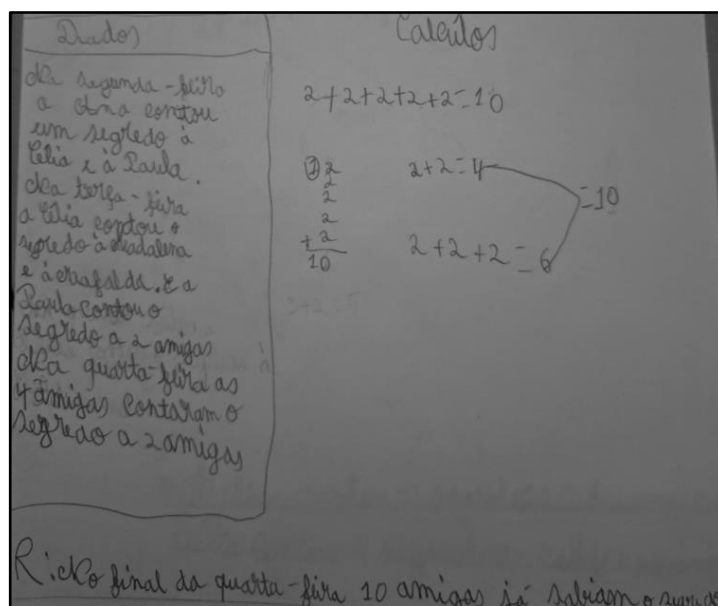 Dados
Na segunda-feira
a Ana contou
um segredo à
Célia e à Paula.
Na terça-feira
a Célia contou o
segredo à Madalena
e à Mafalda. E a
Paula contou o
segredo a 2 amigas
Na quarta-feira as
4 amigas contaram o
segredo a 2 amigas
Calculos
2+2+2+2+2=10
2
2
2
2
+2
10
2+2=4
2+2+2=6
=10
R: No final da quarta-feira 10 amigas já sabiam o segredo